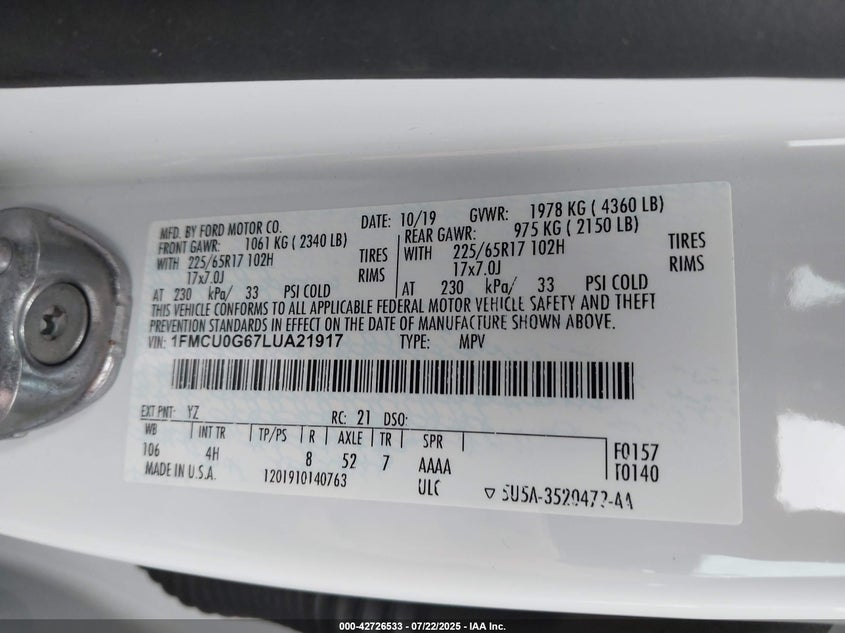 MFD. BY FORD MOTOR CO. DATE: 10/19 GVWR: 1978 KG ( 4360 LB)
FRONT GAWR: 1061 KG ( 2340 LB) REAR GAWR: 975 KG ( 2150 LB)
WITH 225/65R17 102H TIRES WITH 225/65R17 102H TIRES
17x7.0J RIMS 17x7.0J RIMS
AT 230 kPa/ 33 PSI COLD AT 230 kPa/ 33 PSI COLD
THIS VEHICLE CONFORMS TO ALL APPLICABLE FEDERAL MOTOR VEHICLE SAFETY AND THEFT
PREVENTION STANDARDS IN EFFECT ON THE DATE OF MANUFACTURE SHOWN ABOVE.
VIN: 1FMCU0G67LUA21917 TYPE: MPV
EXT PNT: YZ RC: 21 DSO:
WB INT TR TP/PS R AXLE TR SPR F0157
106 4H 8 52 7 AAAA T0140
MADE IN U.S.A. 1201910140763 ULC
000-42726533 - 07/22/2025 - IAA Inc.